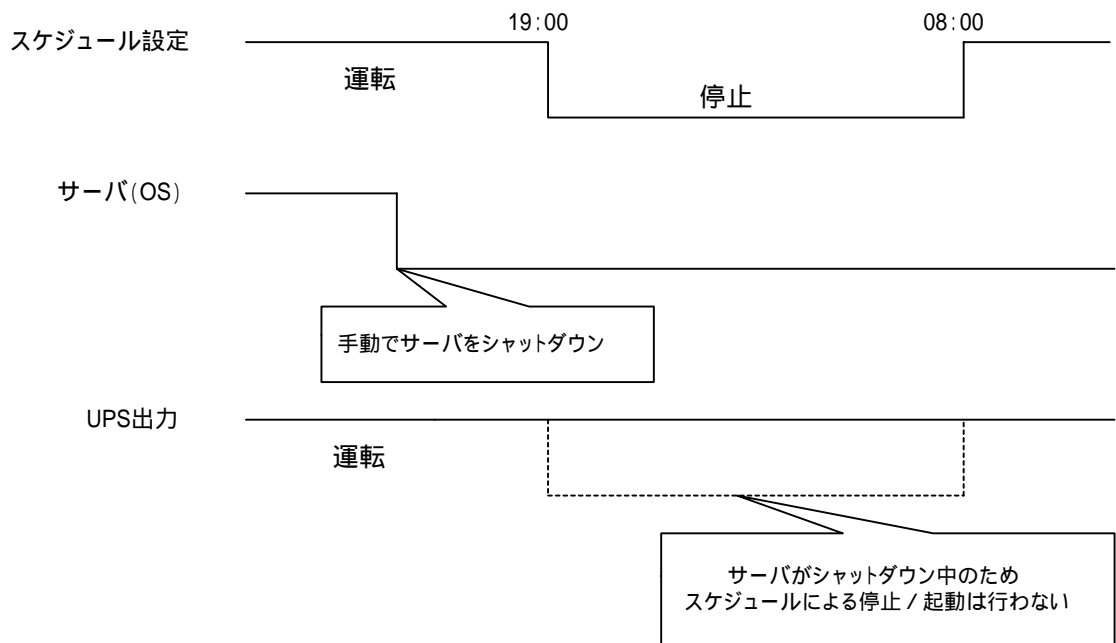 19:00
08:00
スケジュール設定
運転
停止
サーバ(OS)
手動でサーバをシャットダウン
UPS出力
運転
サーバがシャットダウン中のため
スケジュールによる停止/起動は行わない